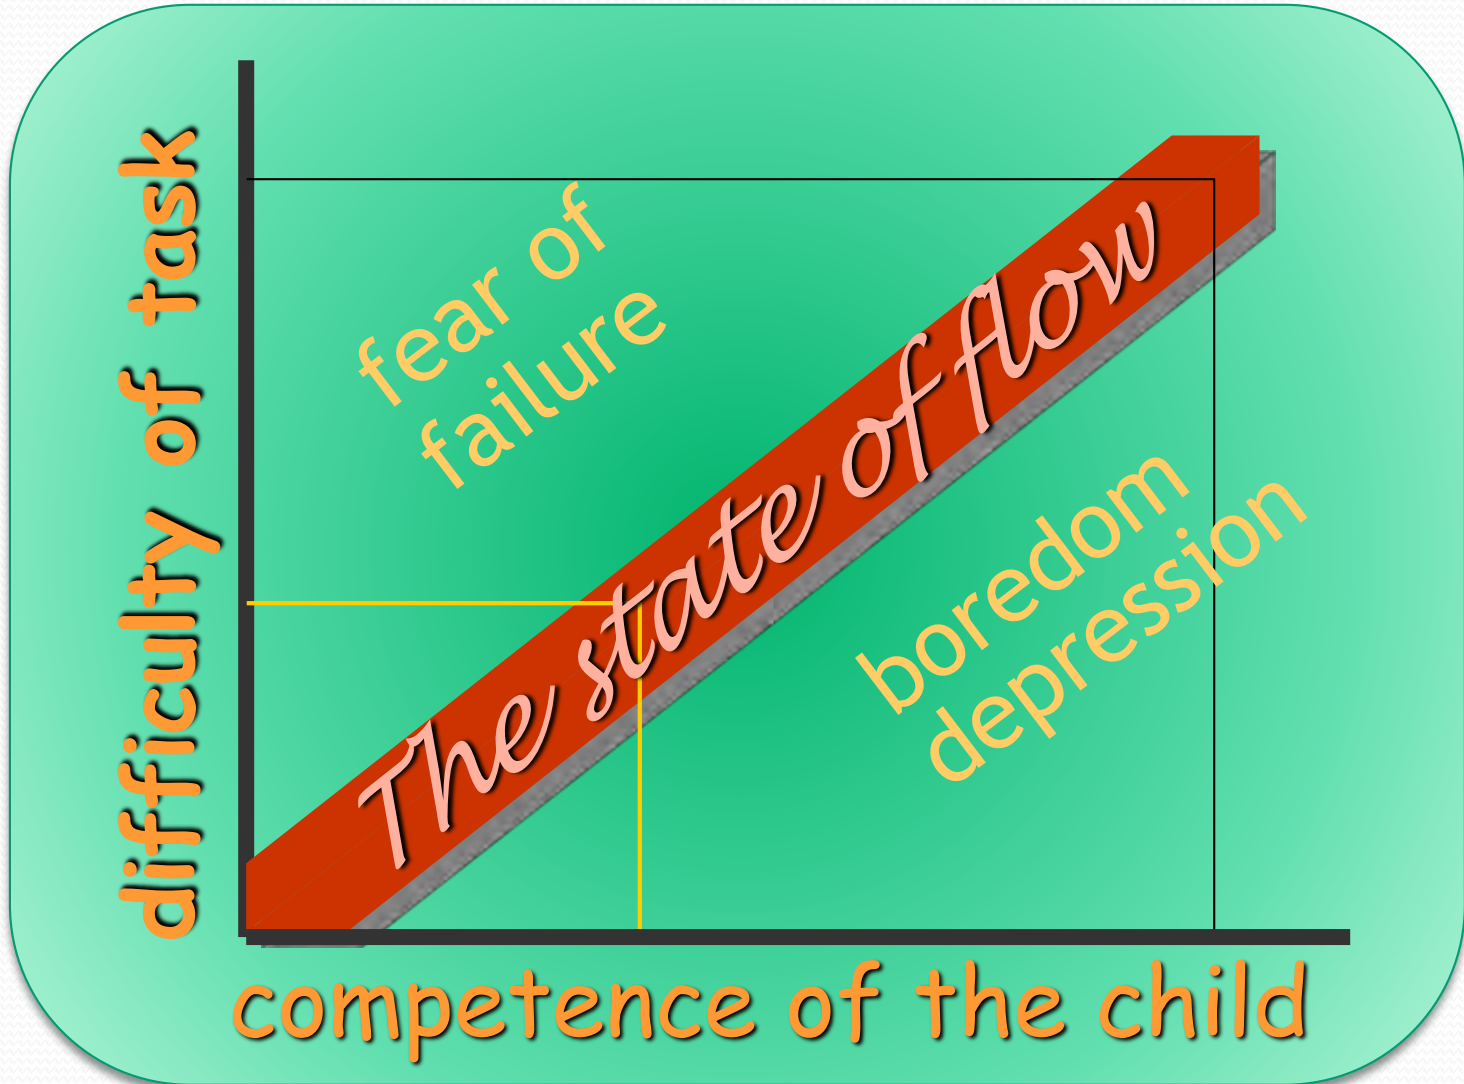 difficulty of task
fear of
failure
The state of flow
boredom
depression
competence of the child